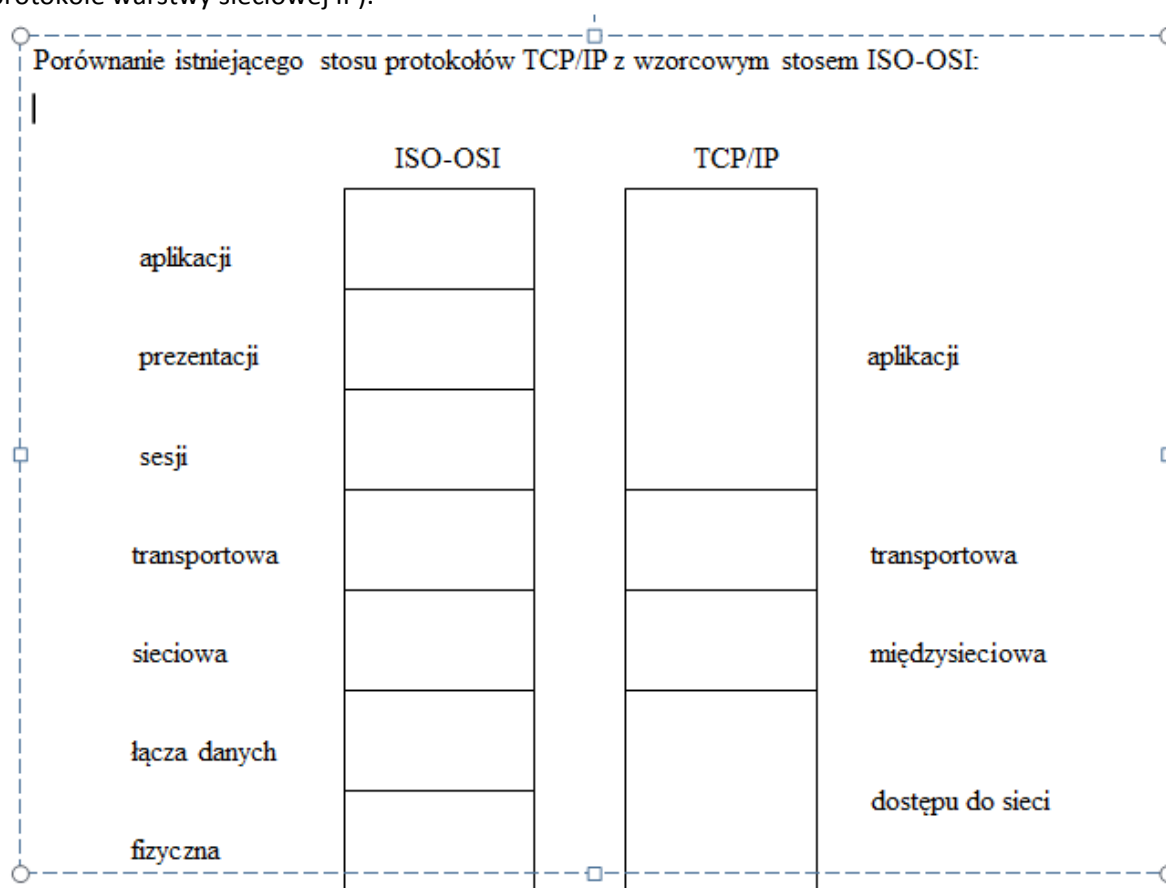 protokole warstwy sieciowej IP).
Porównanie istniejącego stosu protokołów TCP/IP z wzorcowym stosem ISO-OSI:
ISO-OSI TCP/IP
aplikacji
prezentacji aplikacji
sesji
transportowa transportowa
sieciowa międzysieciowa
łącza danych
dostępu do sieci
fizyczna